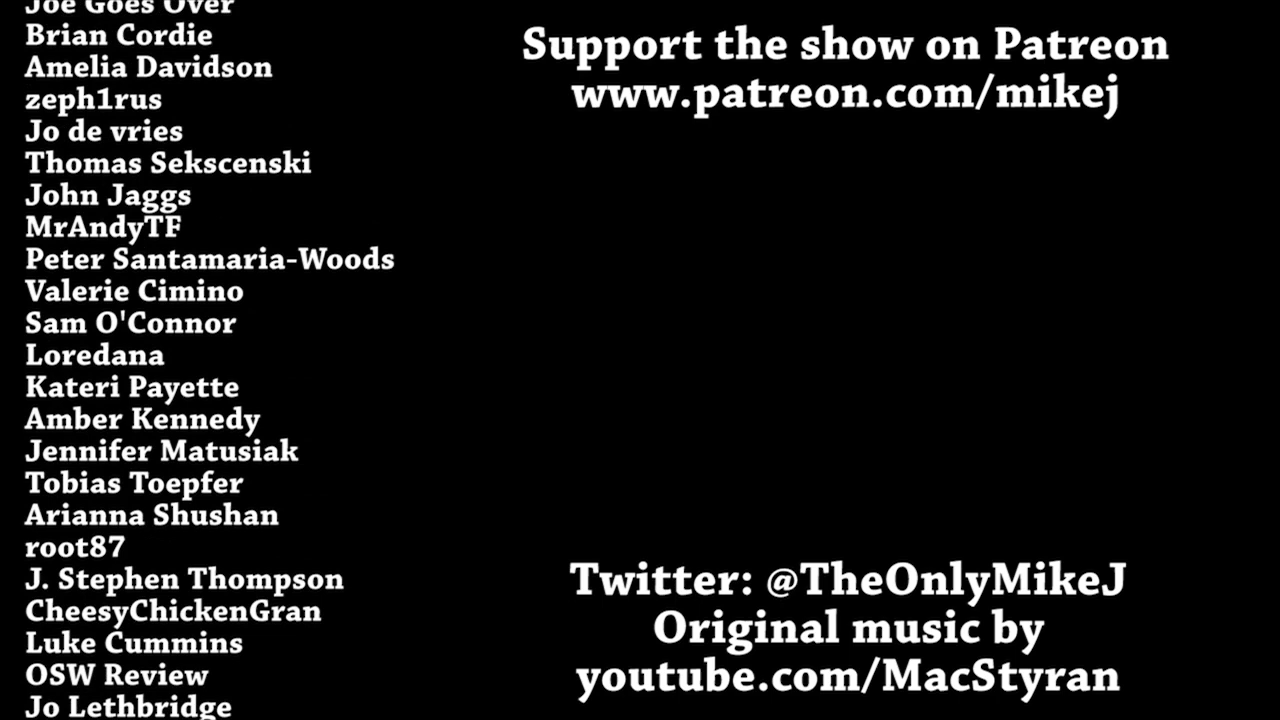 Joe Goes Over
Brian Cordie
Amelia Davidson
zeph1rus
Jo de vries
Thomas Sekscenski
John Jaggs
MrAndyTF
Peter Santamaria-Woods
Valerie Cimino
Sam O'Connor
Loredana
Kateri Payette
Amber Kennedy
Jennifer Matusiak
Tobias Toepfer
Arianna Shushan
root87
J. Stephen Thompson
CheesyChickenGran
Luke Cummins
OSW Review
Jo Lethbridge
Support the show on Patreon
www.patreon.com/mikej
Twitter: @TheOnlyMikeJ
Original music by
youtube.com/MacStyran